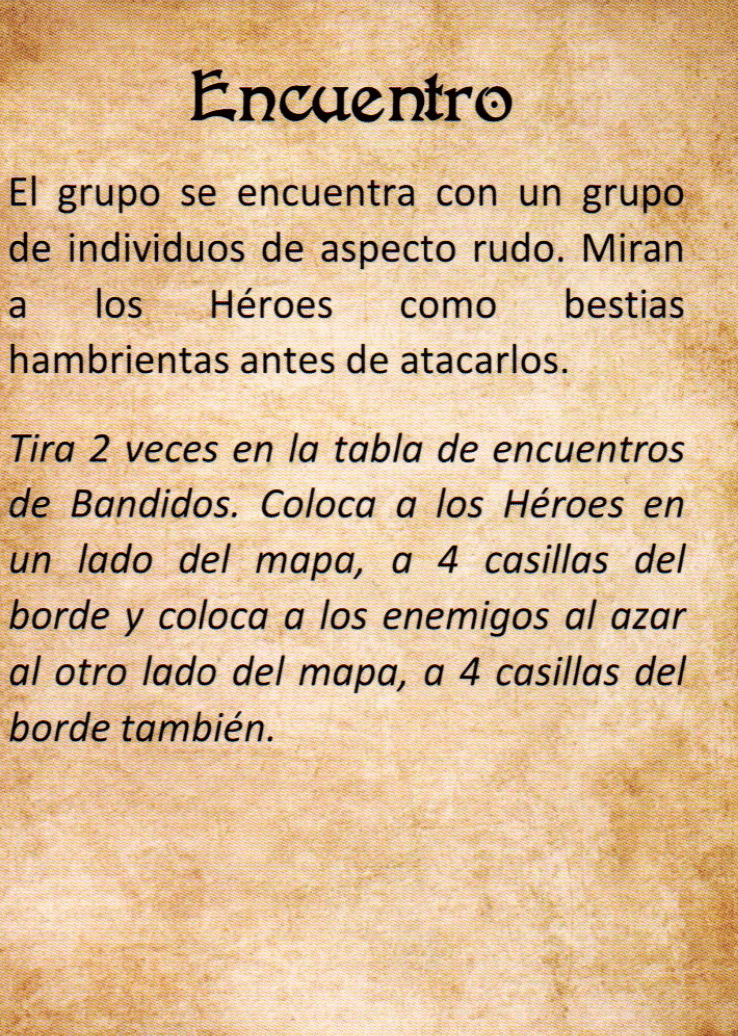 Encuentro
El grupo se encuentra con un grupo
de individuos de aspecto rudo. Miran
a los Héroes como bestias
hambrientas antes de atacarlos.
Tira 2 veces en la tabla de encuentros
de Bandidos. Coloca a los Héroes en
un lado del mapa, a 4 casillas del
borde y coloca a los enemigos al azar
al otro lado del mapa, a 4 casillas del
borde también.